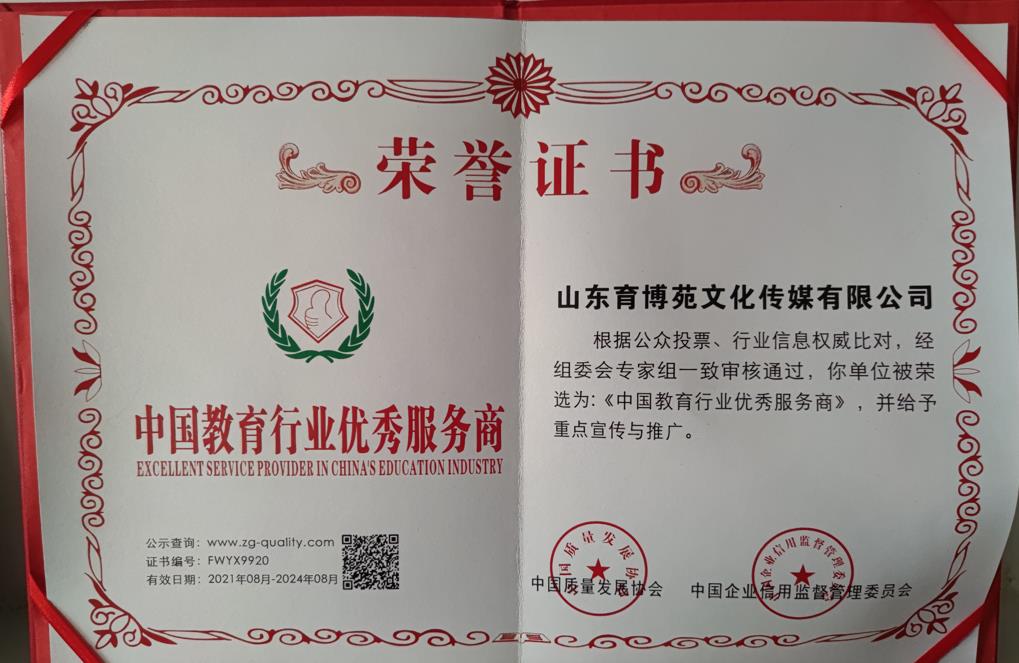 荣誉证书
中国教育行业优秀服务商
EXCELLENT SERVICE PROVIDER IN CHINA'S EDUCATION INDUSTRY
公示查询：www.zg-quality.com
证书编号：FWYX9920
有效日期：2021年08月-2024年08月
山东育博苑文化传媒有限公司
根据公众投票、行业信息权威比对，经
组委会专家组一致审核通过，你单位被荣
选为：《中国教育行业优秀服务商》，并给予
重点宣传与推广。
中国质量发展协会
中国企业信用监督管理委员会